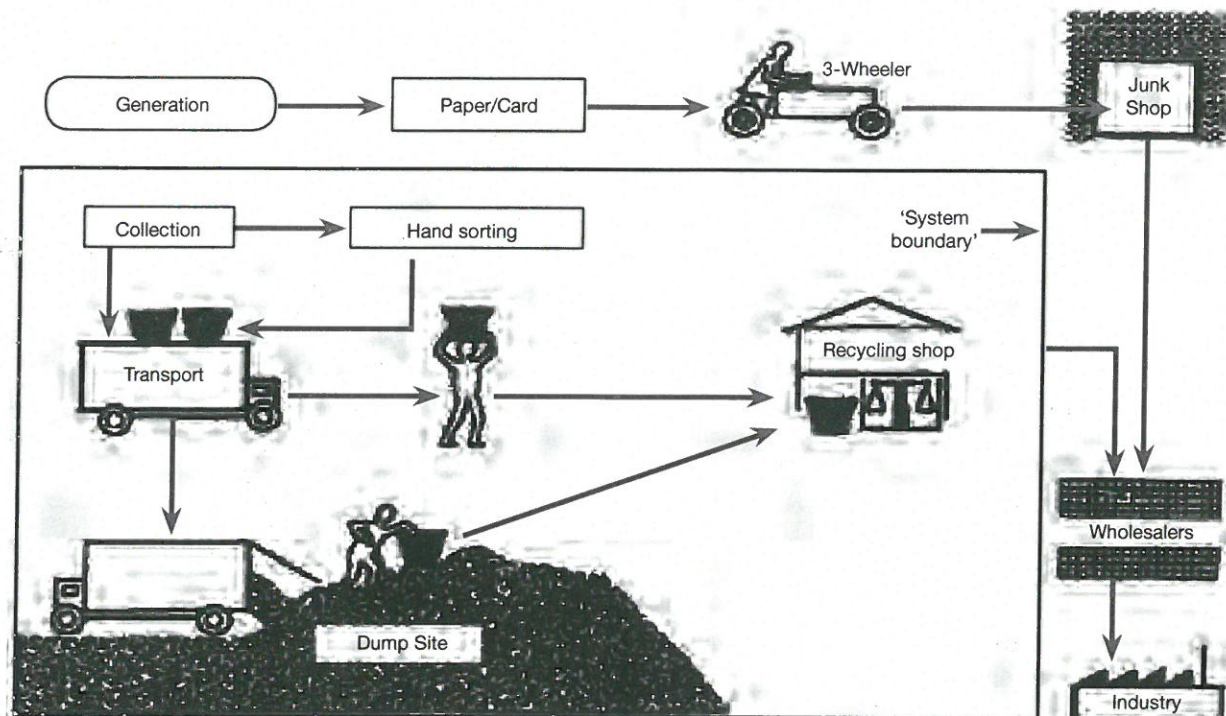 3-Wheeler
Generation
Paper/Card
Junk
Shop
Collection
Hand sorting
'System
boundary'
Recycling shop
Transport
Wholesalers
Dump Site
Industry